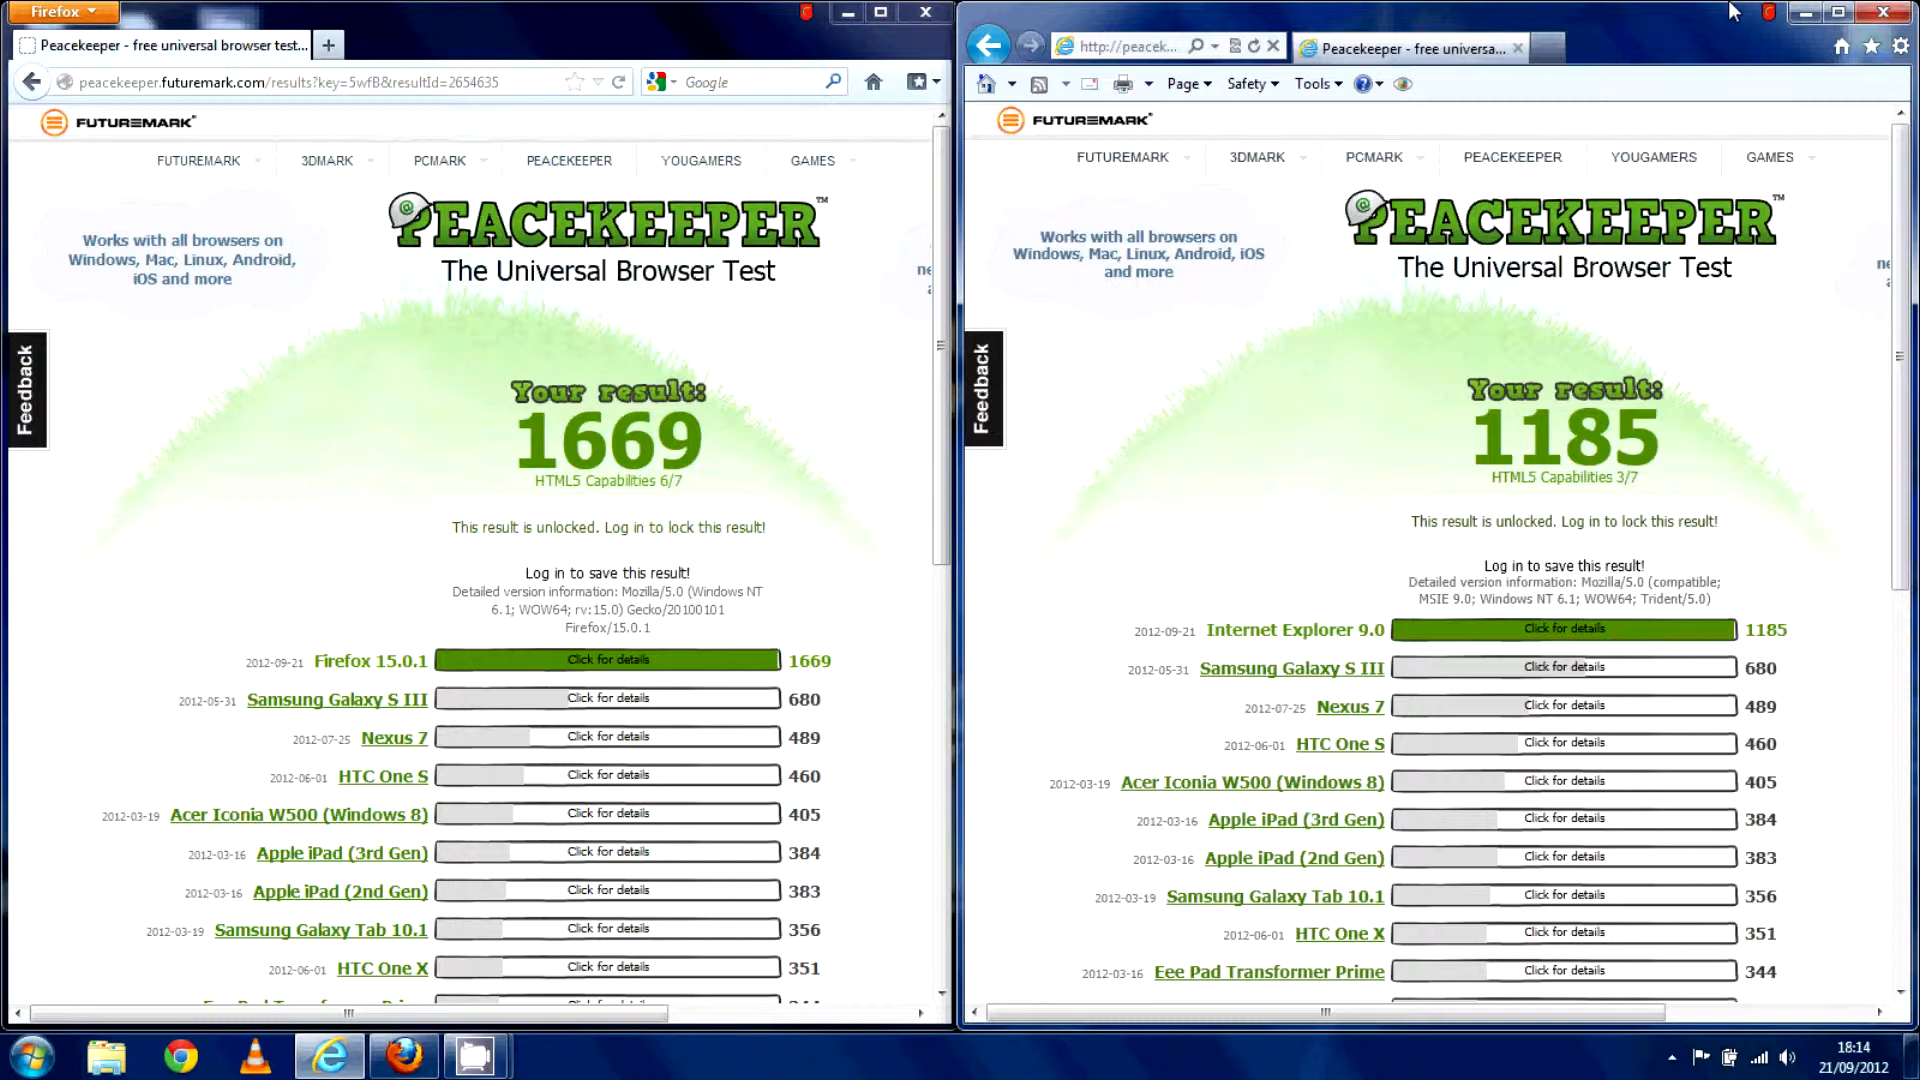 Firefox
Peacekeeper - free universal browser test...
peacekeeper.futuremark.com/results?key=5wfB&resultId=2654635
Google
FUTUREMARK
FUTUREMARK
3DMARK
PCMARK
PEACEKEEPER
YOUGAMERS
GAMES
Works with all browsers on
Windows, Mac, Linux, Android,
iOS and more
PEACEKEEPER™
The Universal Browser Test
ne
Feedback
Your result:
1669
HTML5 Capabilities 6/7
This result is unlocked. Log in to lock this result!
Log in to save this result!
Detailed version information: Mozilla/5.0 (Windows NT
6.1; WOW64; rv:15.0) Gecko/20100101
Firefox/15.0.1
2012-09-21 Firefox 15.0.1 Click for details 1669
2012-05-31 Samsung Galaxy S III Click for details 680
2012-07-25 Nexus 7 Click for details 489
2012-06-01 HTC One S Click for details 460
2012-03-19 Acer Iconia W500 (Windows 8) Click for details 405
2012-03-16 Apple iPad (3rd Gen) Click for details 384
2012-03-16 Apple iPad (2nd Gen) Click for details 383
2012-03-19 Samsung Galaxy Tab 10.1 Click for details 356
2012-06-01 HTC One X Click for details 351
http://peacek...
Peacekeeper - free universa...
Page
Safety
Tools
FUTUREMARK
FUTUREMARK
3DMARK
PCMARK
PEACEKEEPER
YOUGAMERS
GAMES
Works with all browsers on
Windows, Mac, Linux, Android, iOS
and more
PEACEKEEPER™
The Universal Browser Test
ne
Feedback
Your result:
1185
HTML5 Capabilities 3/7
This result is unlocked. Log in to lock this result!
Log in to save this result!
Detailed version information: Mozilla/5.0 (compatible;
MSIE 9.0; Windows NT 6.1; WOW64; Trident/5.0)
2012-09-21 Internet Explorer 9.0 Click for details 1185
2012-05-31 Samsung Galaxy S III Click for details 680
2012-07-25 Nexus 7 Click for details 489
2012-06-01 HTC One S Click for details 460
2012-03-19 Acer Iconia W500 (Windows 8) Click for details 405
2012-03-16 Apple iPad (3rd Gen) Click for details 384
2012-03-16 Apple iPad (2nd Gen) Click for details 383
2012-03-19 Samsung Galaxy Tab 10.1 Click for details 356
2012-06-01 HTC One X Click for details 351
2012-03-16 Eee Pad Transformer Prime Click for details 344
18:14
21/09/2012